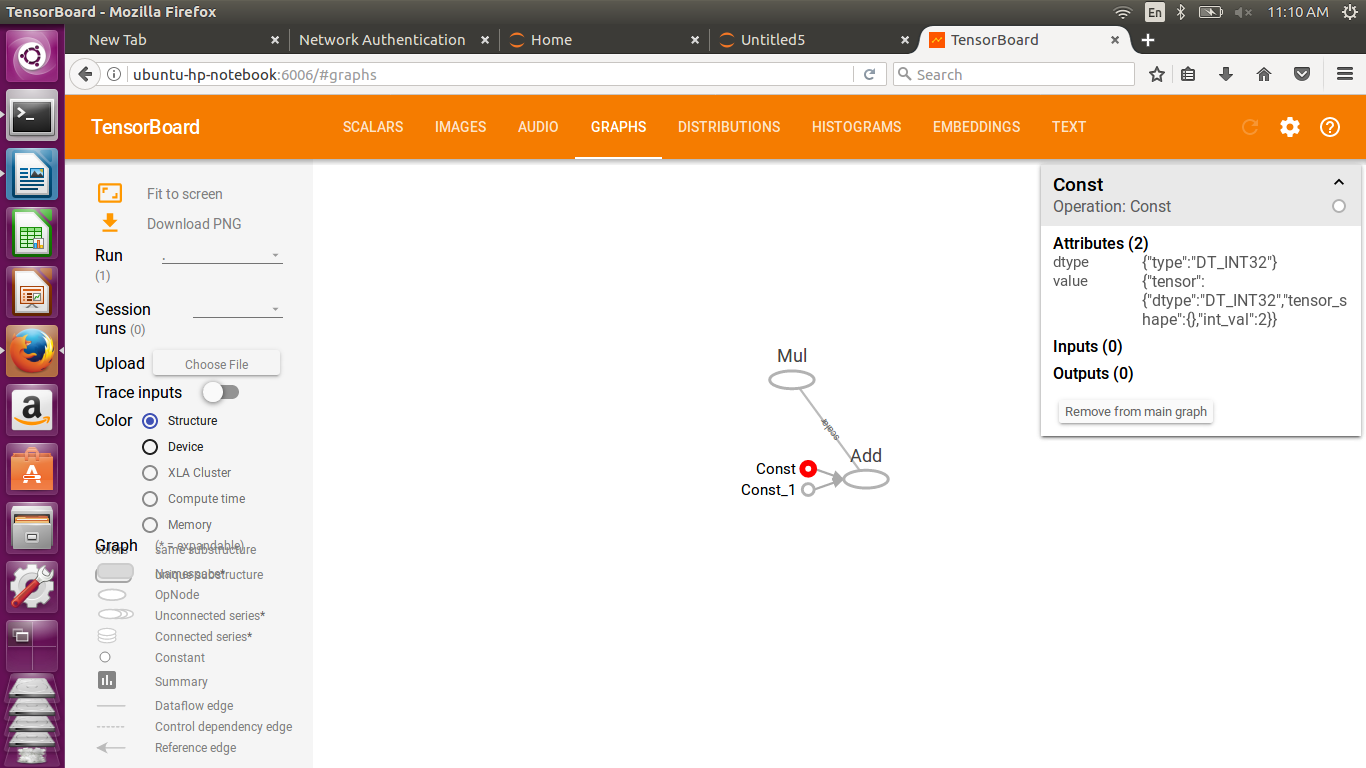 TensorBoard - Mozilla Firefox
En
11:10 AM
New Tab
Network Authentication
Home
Untitled5
TensorBoard
ubuntu-hp-notebook:6006/#graphs
Search
TensorBoard
SCALARS
IMAGES
AUDIO
GRAPHS
DISTRIBUTIONS
HISTOGRAMS
EMBEDDINGS
TEXT
Fit to screen
Download PNG
Run
(1)
.
Session
runs (0)
Upload
Choose File
Trace inputs
Color
Structure
Device
XLA Cluster
Compute time
Memory
Graph
(* = expandable)
colors
same substructure
Namespace*
unique substructure
OpNode
Unconnected series*
Connected series*
Constant
Summary
Dataflow edge
Control dependency edge
Reference edge
Mul
scalar
Add
Const
Const_1
Const
Operation: Const
Attributes (2)
dtype
{"type":"DT_INT32"}
value
{"tensor":
{"dtype":"DT_INT32","tensor_s
hape":{},"int_val":2}}
Inputs (0)
Outputs (0)
Remove from main graph